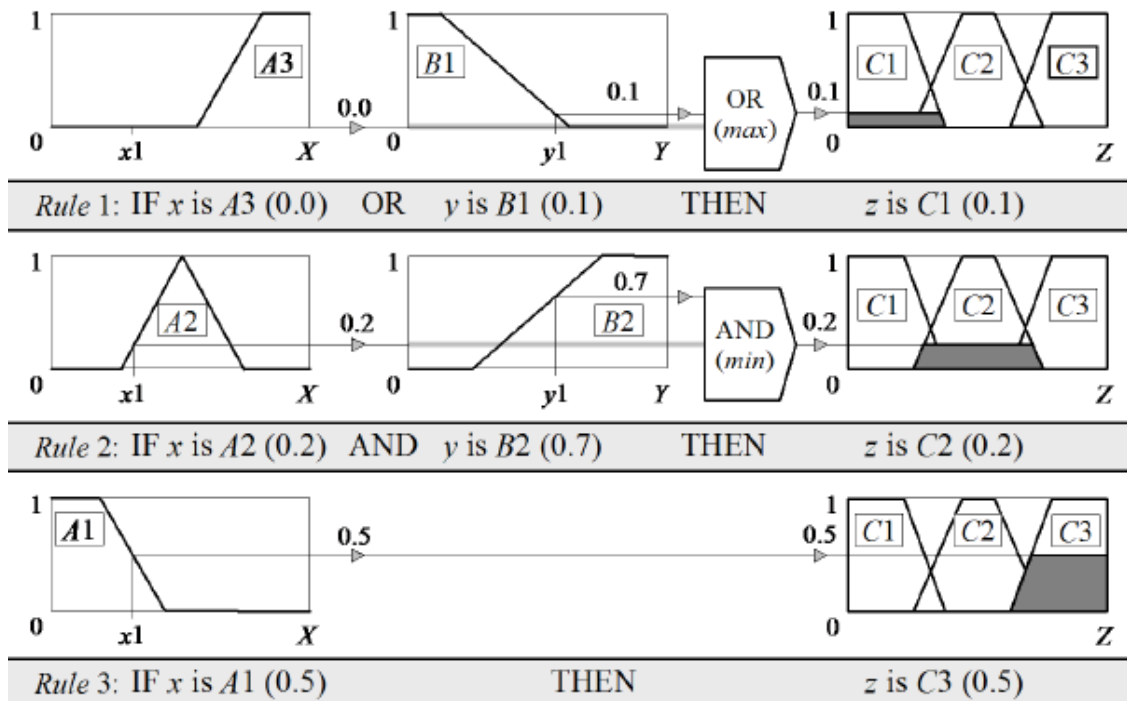 1 A3 0.0 1 B1 0.1 OR (max) 0.1 1 C1 C2 C3
0 x1 X 0 y1 Y 0 Z
Rule 1: IF x is A3 (0.0) OR y is B1 (0.1) THEN z is C1 (0.1)
1 A2 0.2 1 0.7 B2 AND (min) 0.2 1 C1 C2 C3
0 x1 X 0 y1 Y 0 Z
Rule 2: IF x is A2 (0.2) AND y is B2 (0.7) THEN z is C2 (0.2)
1 A1 0.5 0.5 1 C1 C2 C3
0 x1 X 0 Z
Rule 3: IF x is A1 (0.5) THEN z is C3 (0.5)